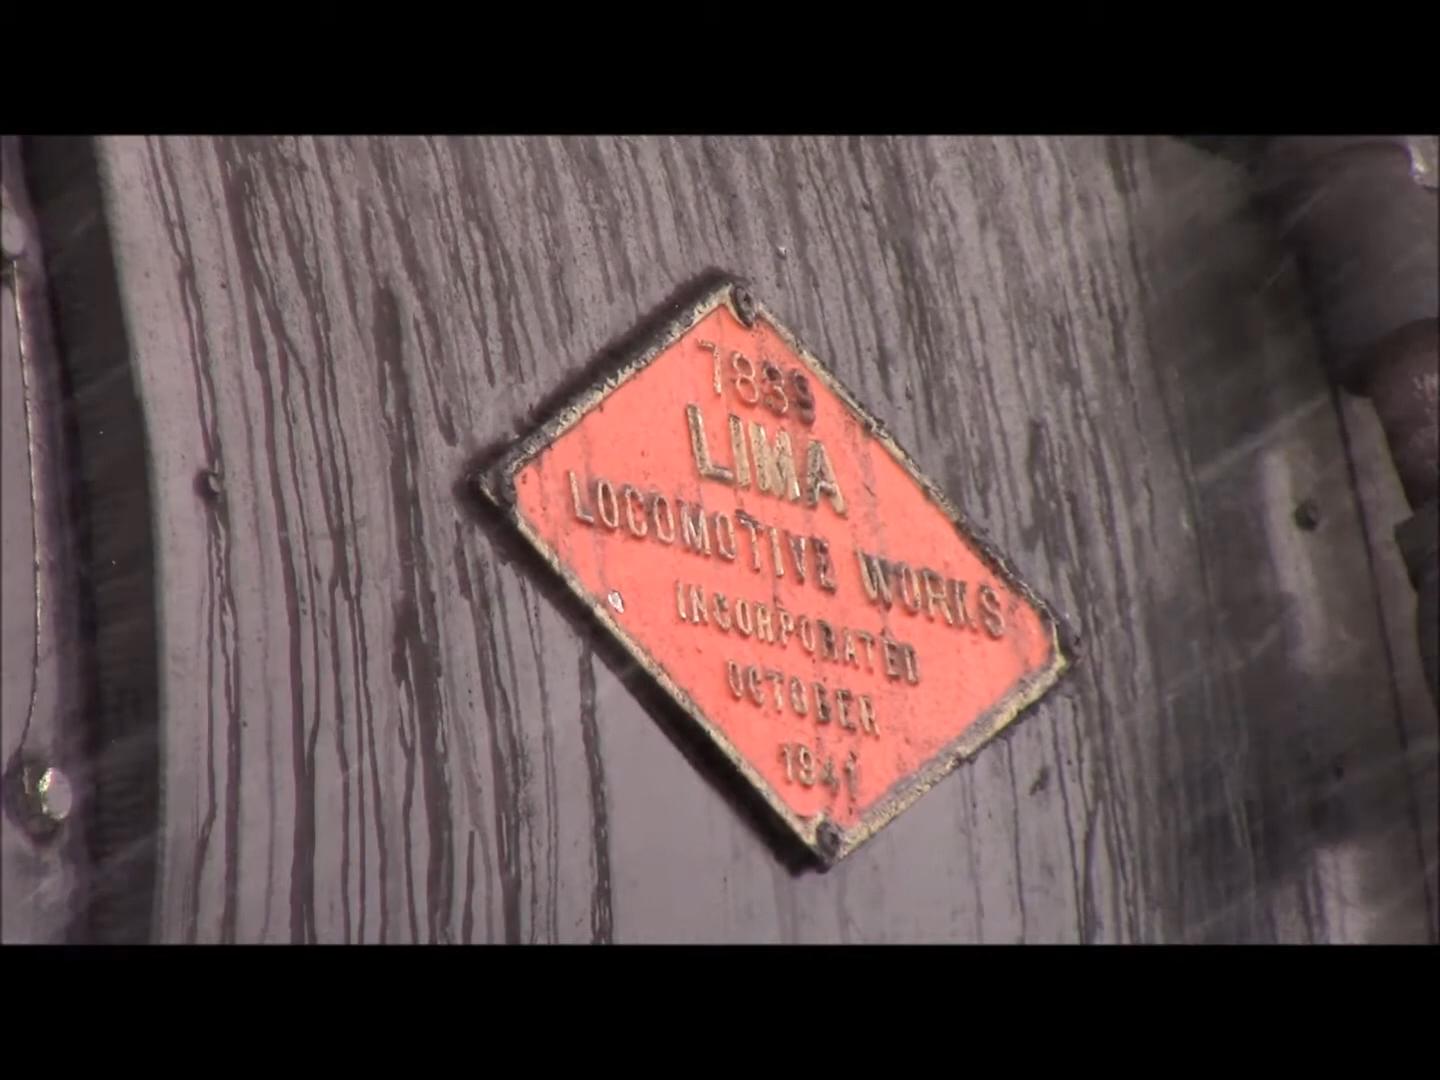 7839
LIMA
LOCOMOTIVE WORKS
INCORPORATED
OCTOBER
1941